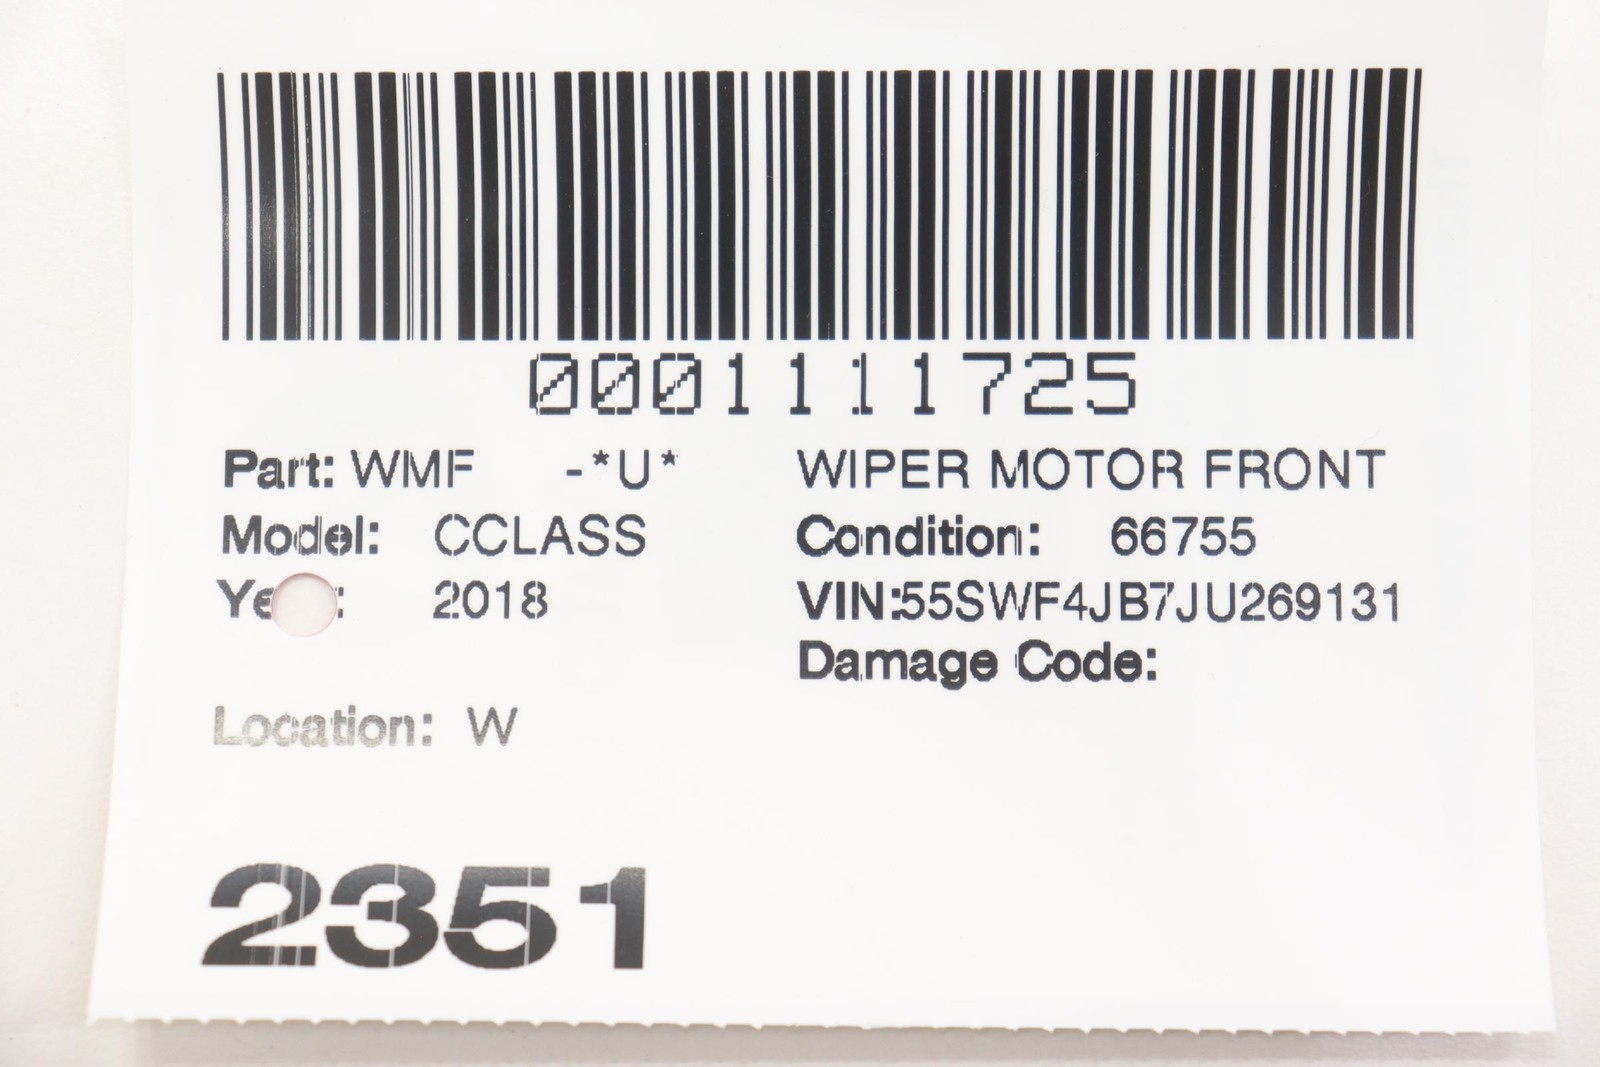 0001111725
Part: WMF -*U* WIPER MOTOR FRONT
Model: CCLASS Condition: 66755
Ye : 2018 VIN:55SWF4JB7JU269131
Damage Code:
Location: W
2351